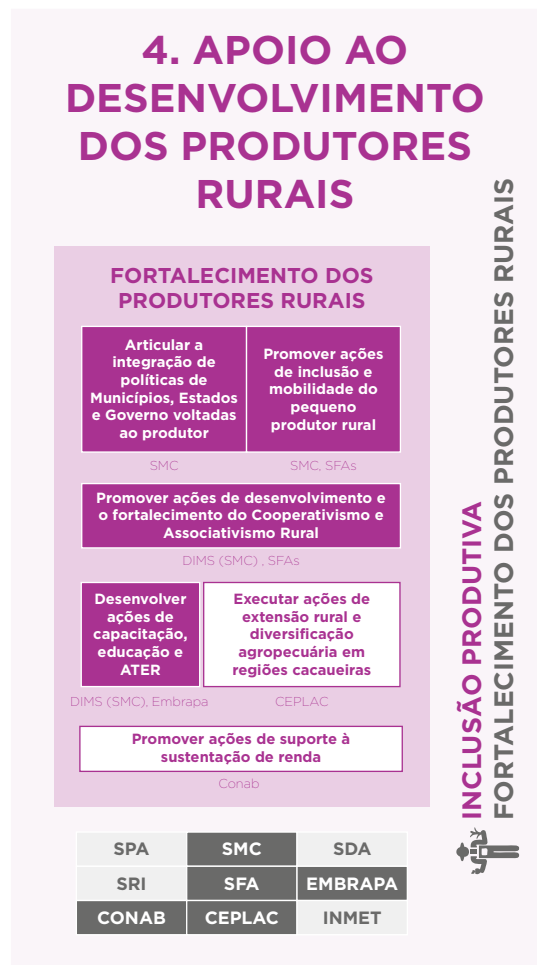 4. APOIO AO
DESENVOLVIMENTO
DOS PRODUTORES
RURAIS
FORTALECIMENTO DOS
PRODUTORES RURAIS
Articular a
integração de
políticas de
Municípios, Estados
e Governo voltadas
ao produtor
SMC
Promover ações
de inclusão e
mobilidade do
pequeno
produtor rural
SMC, SFAs
Promover ações de desenvolvimento e
o fortalecimento do Cooperativismo e
Associativismo Rural
DIMS (SMC) , SFAs
Desenvolver
ações de
capacitação,
educação e
ATER
DIMS (SMC), Embrapa
Executar ações de
extensão rural e
diversificação
agropecuária em
regiões cacaueiras
CEPLAC
Promover ações de suporte à
sustentação de renda
Conab
SPA SMC SDA
SRI SFA EMBRAPA
CONAB CEPLAC INMET
INCLUSÃO PRODUTIVA
FORTALECIMENTO DOS PRODUTORES RURAIS